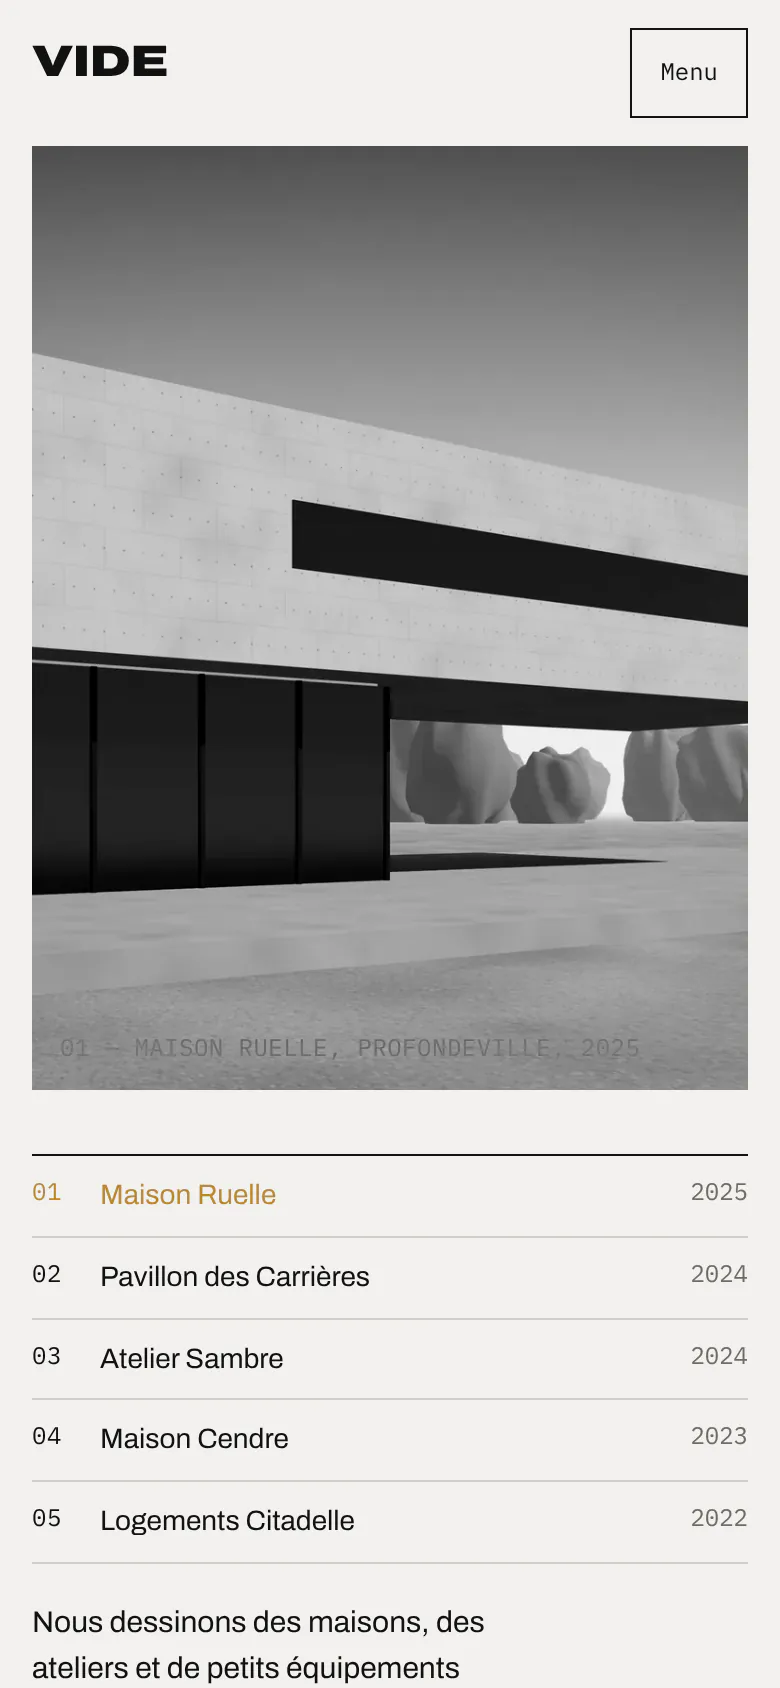 VIDE
Menu
01 — MAISON RUELLE, PROFONDEVILLE, 2025
01 Maison Ruelle 2025
02 Pavillon des Carrières 2024
03 Atelier Sambre 2024
04 Maison Cendre 2023
05 Logements Citadelle 2022
Nous dessinons des maisons, des
ateliers et de petits équipements